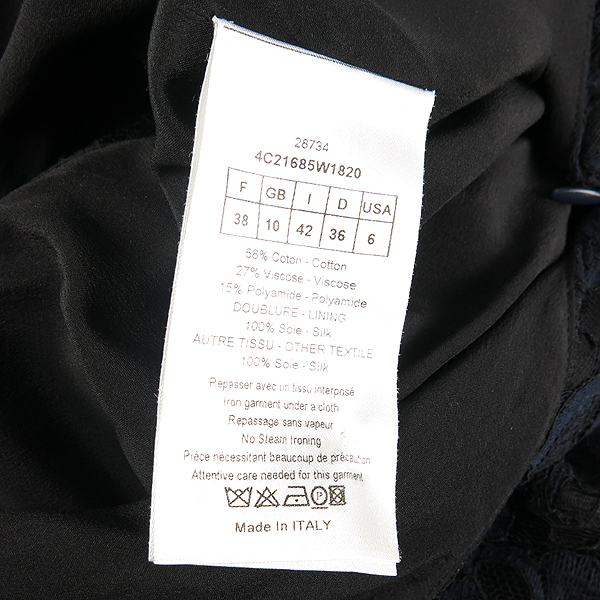 28734
4C21685W1820
F GB I D USA
38 10 42 36 6
58% Coton - Cotton
27% Viscose - Viscose
15% Polyamide - Polyamide
DOUBLURE - LINING
100% Soie - Silk
AUTRE TISSU - OTHER TEXTILE
100% Soie - Silk
Repasser avec un tissu interposé
Iron garment under a cloth
Repassage sans vapeur
No Steam Ironing
Pièce nécessitant beaucoup de précaution
Attentive care needed for this garment
P
Made In ITALY